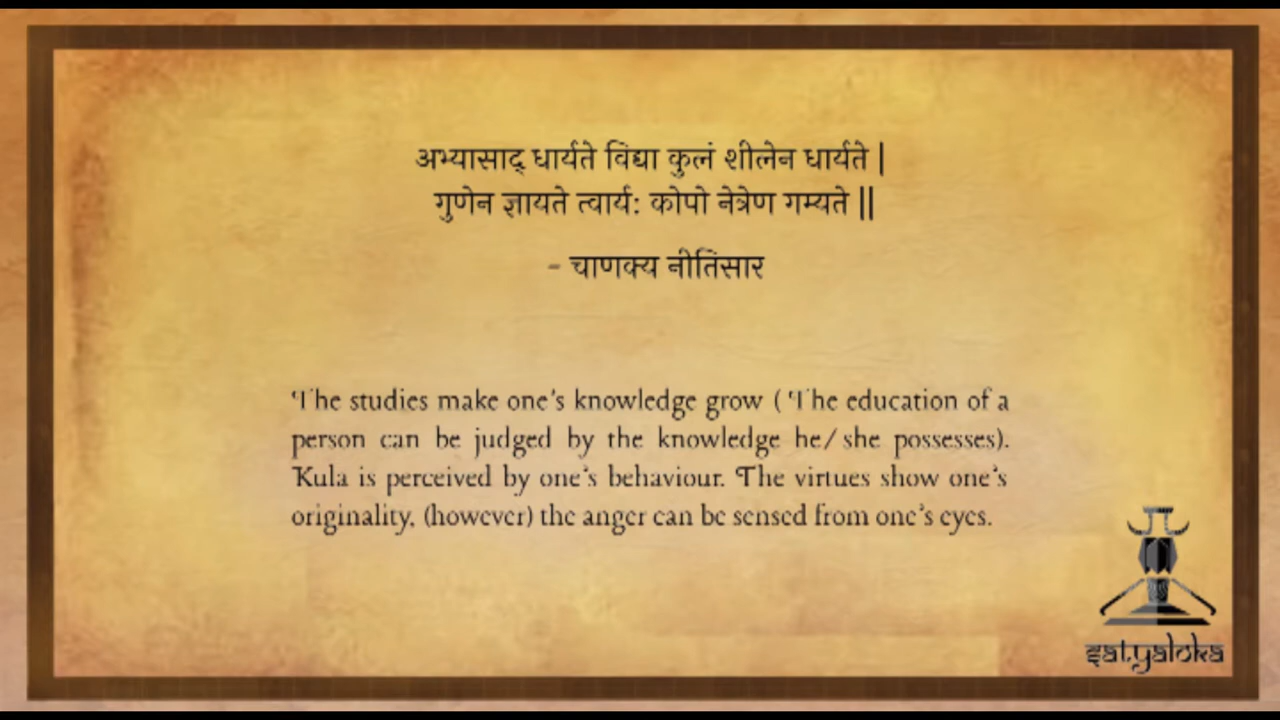 अभ्यासाद् धार्यते विद्या कुलं शीलेन धार्यते |
गुणेन ज्ञायते त्वार्य: कोपो नेत्रेण गम्यते ||
- चाणक्य नीतिसार
The studies make one's knowledge grow ( The education of a
person can be judged by the knowledge he/ she possesses).
Kula is perceived by one's behaviour. The virtues show one's
originality, (however) the anger can be sensed from one's eyes.
satyaloka